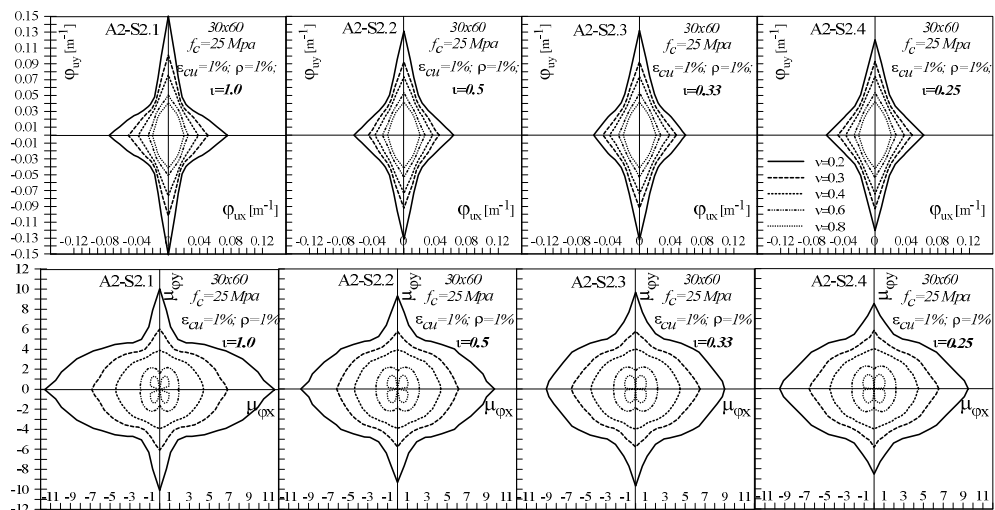 A2-S2.1
30x60
f_c=25 Mpa
ε_cu=1%; ρ=1%;
ι=1.0
φ_uy [m⁻¹]
φ_ux [m⁻¹]
0.15
0.13
0.11
0.09
0.07
0.05
0.03
0.01
-0.01
-0.03
-0.05
-0.07
-0.09
-0.11
-0.13
-0.15
-0.12 -0.08 -0.04 0 0.04 0.08 0.12
A2-S2.2
30x60
f_c=25 Mpa
ε_cu=1%; ρ=1%;
ι=0.5
φ_uy [m⁻¹]
φ_ux [m⁻¹]
-0.12 -0.08 -0.04 0 0.04 0.08 0.12
A2-S2.3
30x60
f_c=25 Mpa
ε_cu=1%; ρ=1%;
ι=0.33
φ_uy [m⁻¹]
φ_ux [m⁻¹]
-0.12 -0.08 -0.04 0 0.04 0.08 0.12
A2-S2.4
30x60
f_c=25 Mpa
ε_cu=1%; ρ=1%;
ι=0.25
φ_uy [m⁻¹]
ν=0.2
ν=0.3
ν=0.4
ν=0.6
ν=0.8
φ_ux [m⁻¹]
-0.12 -0.08 -0.04 0 0.04 0.08 0.12
A2-S2.1
30x60
f_c=25 Mpa
ε_cu=1%; ρ=1%
ι=1.0
μ_φy
μ_φx
12
10
8
6
4
2
0
-2
-4
-6
-8
-10
-12
-11 -9 -7 -5 -3 -1 1 3 5 7 9 11
A2-S2.2
30x60
f_c=25 Mpa
ε_cu=1%; ρ=1%
ι=0.5
μ_φy
μ_φx
-11 -9 -7 -5 -3 -1 1 3 5 7 9 11
A2-S2.3
30x60
f_c=25 Mpa
ε_cu=1%; ρ=1%
ι=0.33
μ_φy
μ_φx
-11 -9 -7 -5 -3 -1 1 3 5 7 9 11
A2-S2.4
30x60
f_c=25 Mpa
ε_cu=1%; ρ=1%
ι=0.25
μ_φy
μ_φx
-11 -9 -7 -5 -3 -1 1 3 5 7 9 11